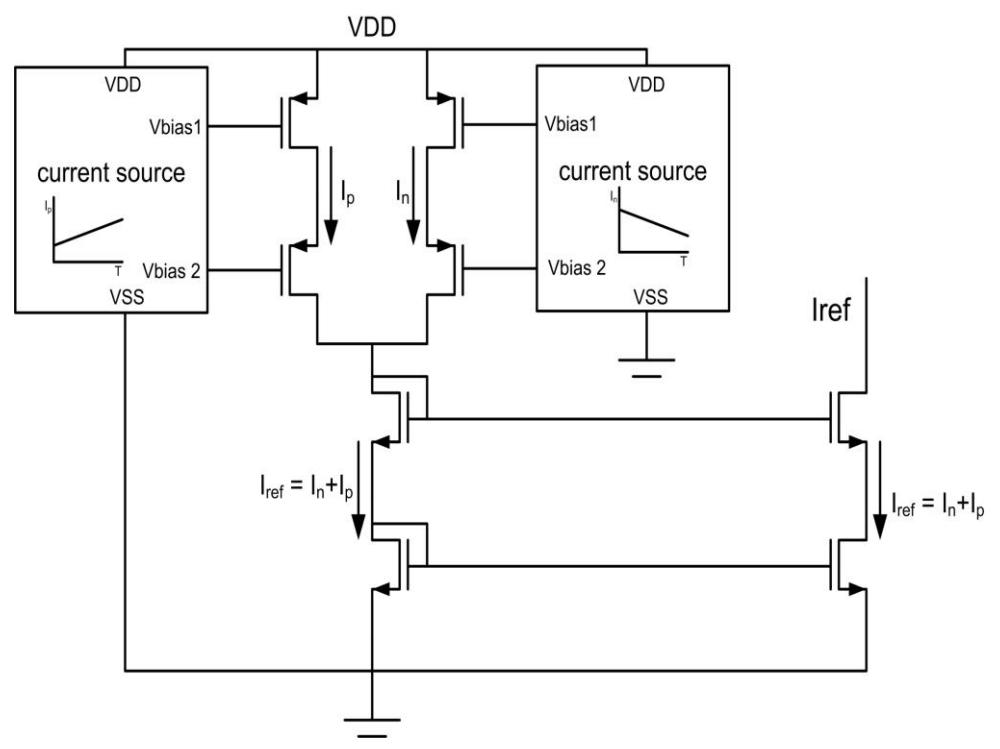 VDD
VDD
Vbias1
current source
Ip
T
Vbias 2
VSS
Ip
In
VDD
Vbias1
current source
In
T
Vbias 2
VSS
Iref
Iref = In+Ip
Iref = In+Ip